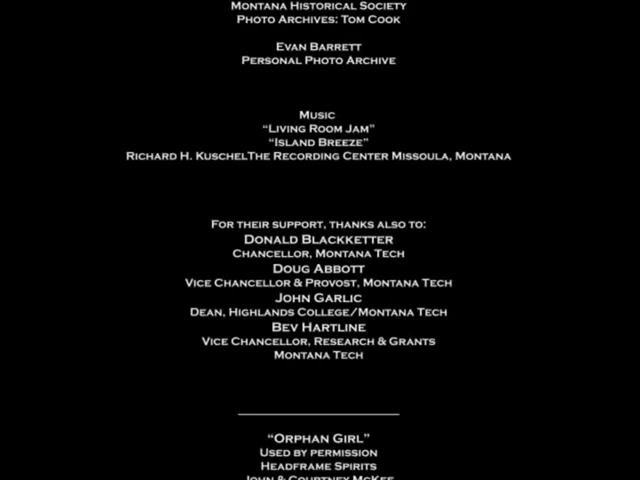 Montana Historical Society
Photo Archives: Tom Cook
Evan Barrett
Personal Photo Archive
Music
“Living Room Jam”
“Island Breeze”
Richard H. KuschelThe Recording Center Missoula, Montana
For their support, thanks also to:
Donald Blackketter
Chancellor, Montana Tech
Doug Abbott
Vice Chancellor & Provost, Montana Tech
John Garlic
Dean, Highlands College/Montana Tech
Bev Hartline
Vice Chancellor, Research & Grants
Montana Tech
“Orphan Girl”
Used by permission
Headframe Spirits
John & Courtney McKee